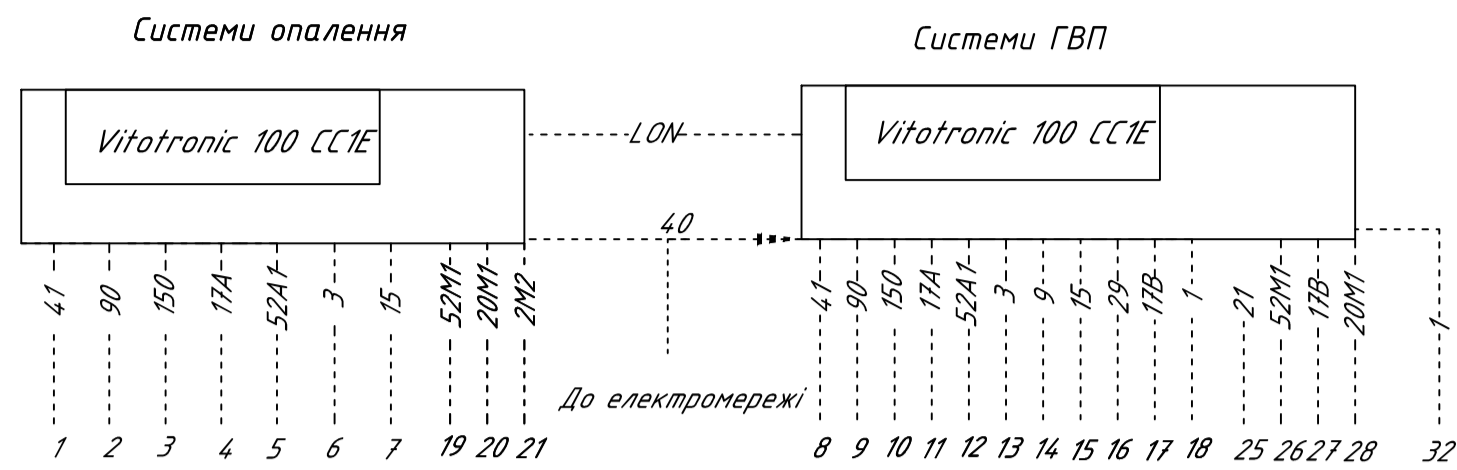 Системи опалення
Системи ГВП
Vitotronic 100 CC1E
LON
Vitotronic 100 CC1E
40
41 90 150 17A 52A1 3 15 52M1 20M1 2M2
41 90 150 17A 52A1 3 9 15 29 17B 1 21 52M1 17B 20M1 1
До електромережі
1 2 3 4 5 6 7 19 20 21
8 9 10 11 12 13 14 15 16 17 18 25 26 27 28 32